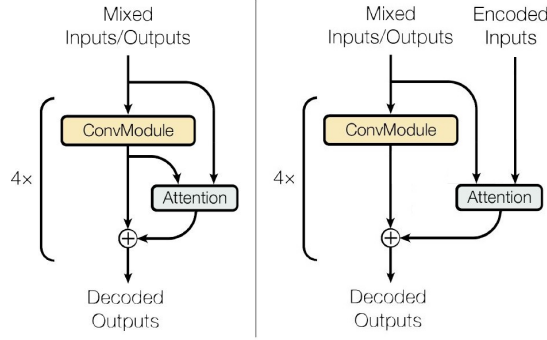 Mixed
Inputs/Outputs
ConvModule
4×
Attention
Decoded
Outputs
Mixed
Inputs/Outputs
Encoded
Inputs
ConvModule
4×
Attention
Decoded
Outputs